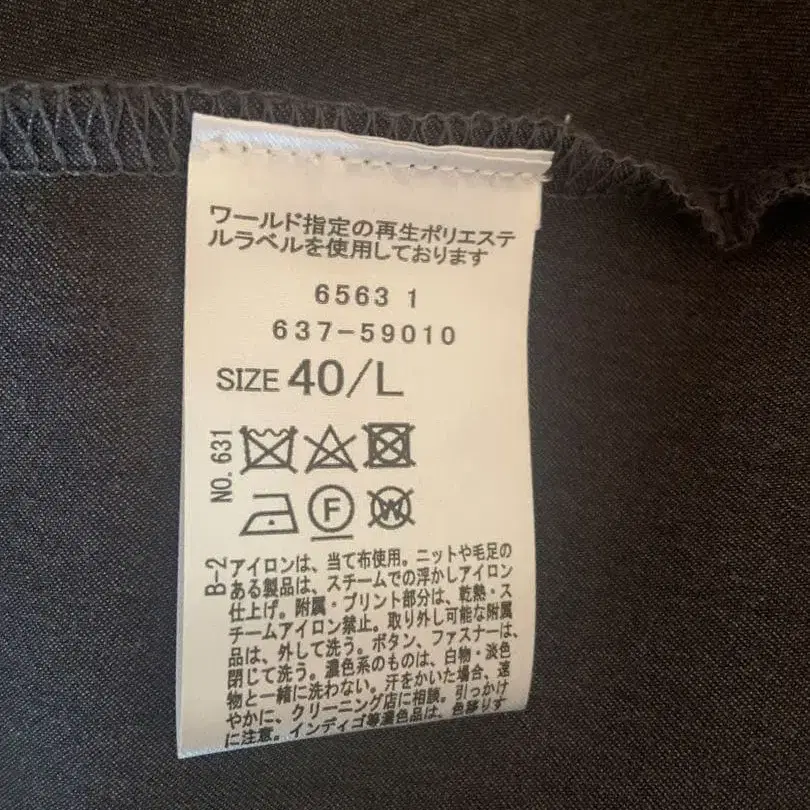 ワールド指定の再生ポリエステ
ルラベルを使用しております
6563 1
637-59010
SIZE 40/L
NO. 631
F
W
B-2
アイロンは、当て布使用。ニットや毛足の
ある製品は、スチームでの浮かしアイロン
仕上げ。附属・プリント部分は、乾熱・ス
チームアイロン禁止。取り外し可能な附属
品は、外して洗う。ボタン、ファスナーは、
閉じて洗う。濃色系のものは、白物・淡色
物と一緒に洗わない。汗をかいた場合、速
やかに、クリーニング店に相談。引っかけ
に注意。インディゴ等濃色品は、色移りす